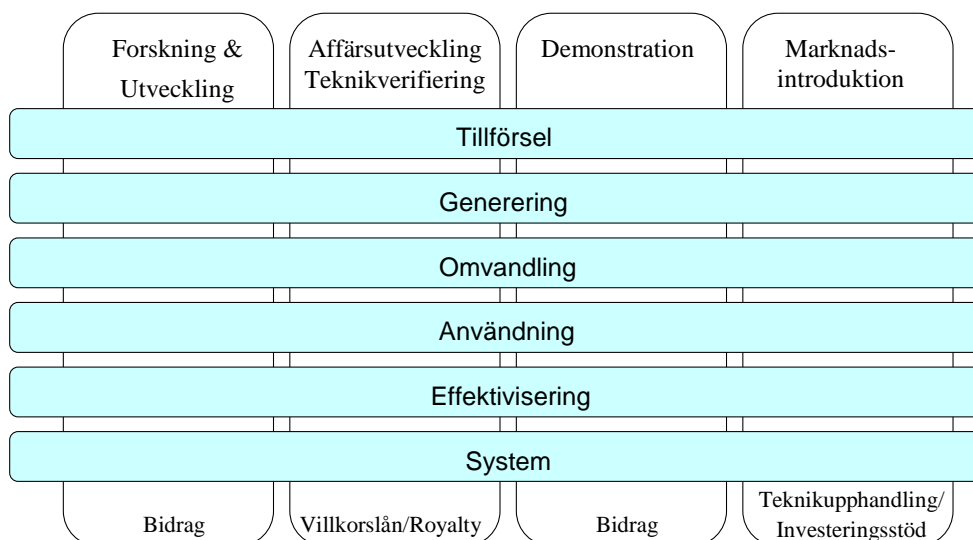 Forskning &
Utveckling
Affärsutveckling
Teknikverifiering
Demonstration
Marknads-
introduktion
Tillförsel
Generering
Omvandling
Användning
Effektivisering
System
Bidrag
Villkorslån/Royalty
Bidrag
Teknikupphandling/
Investeringsstöd